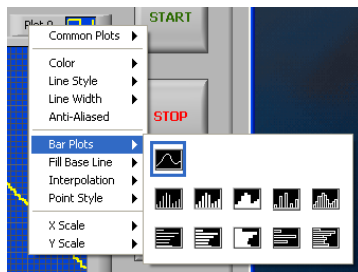 Plot 0
START
Common Plots
Color
Line Style
Line Width
Anti-Aliased
STOP
Bar Plots
Fill Base Line
Interpolation
Point Style
X Scale
Y Scale